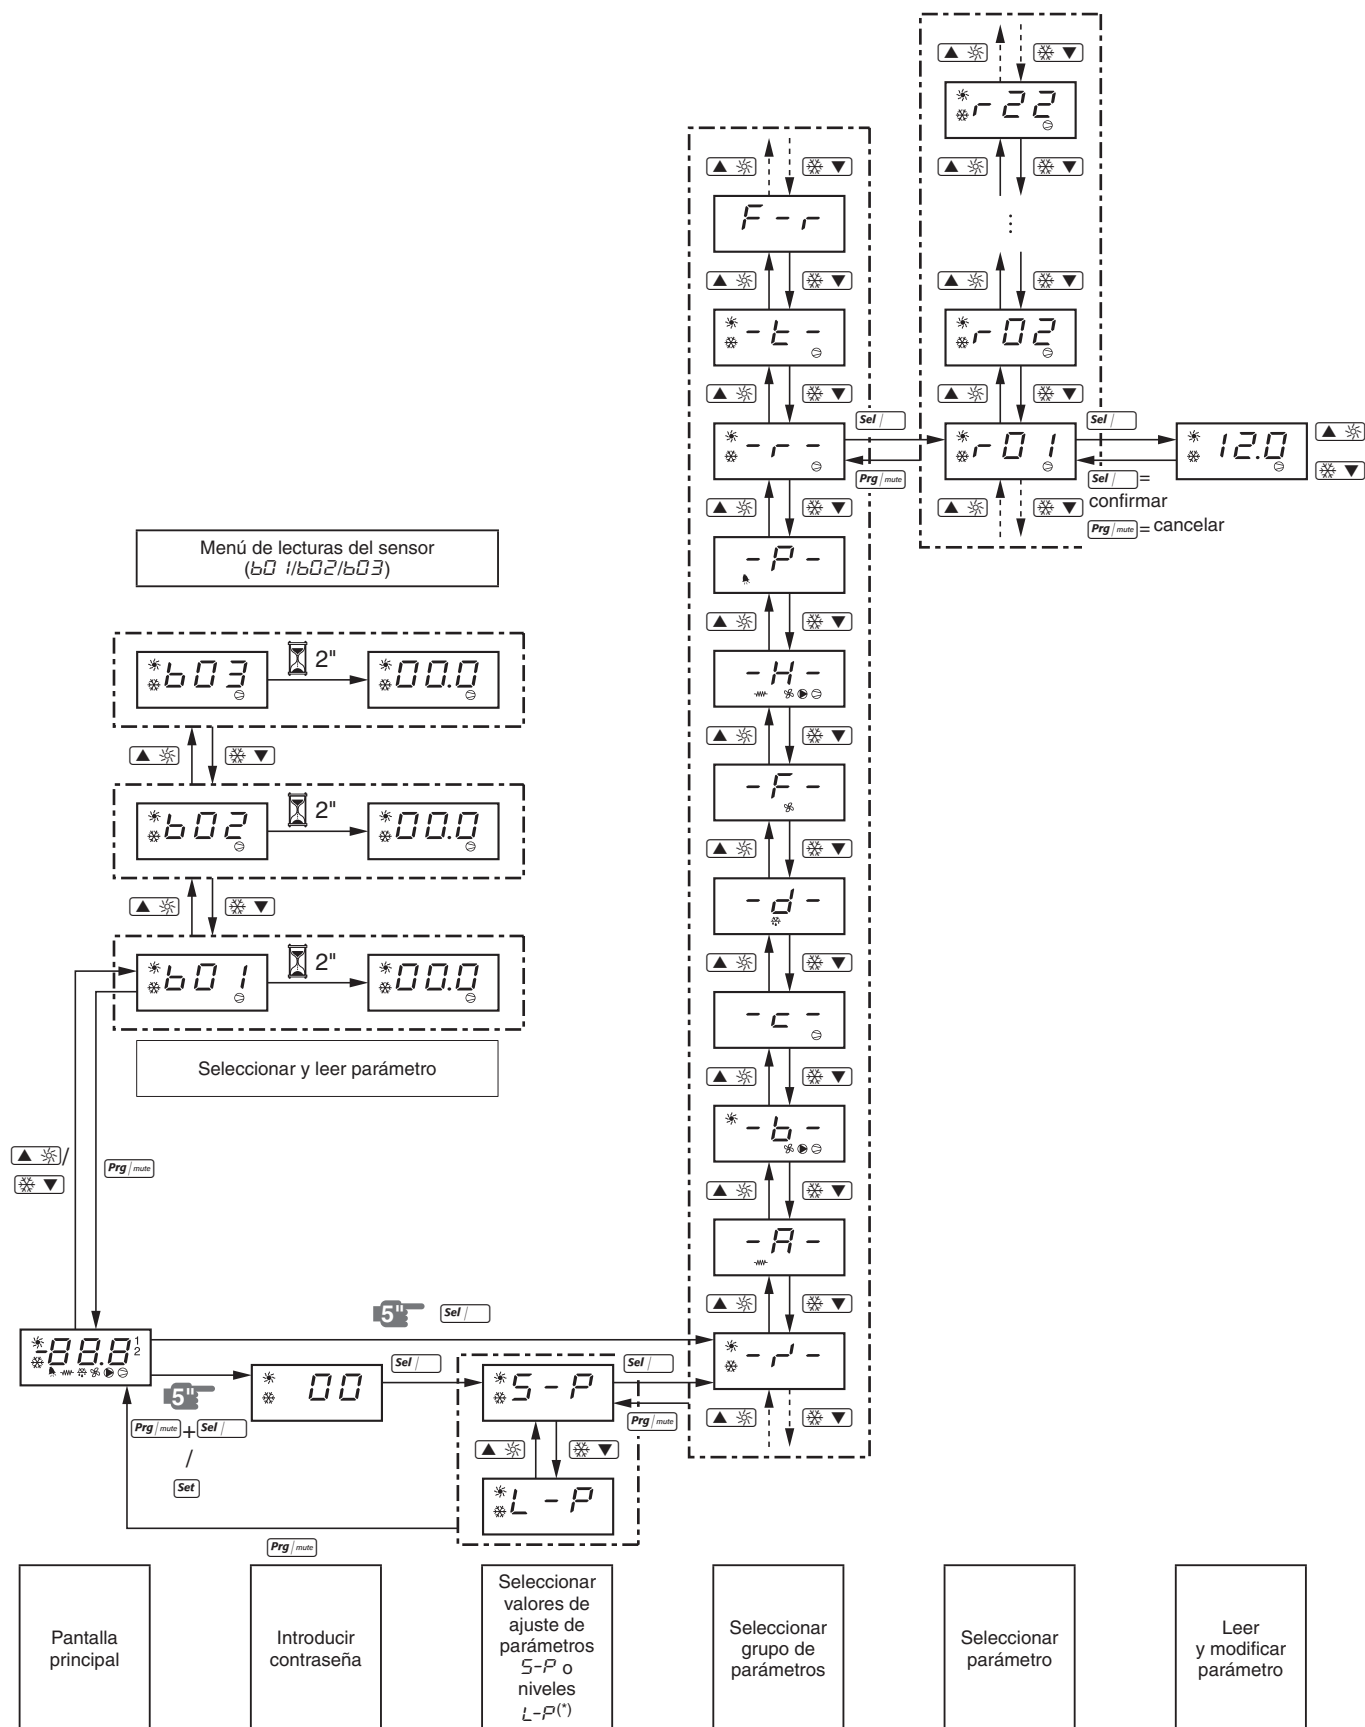 r22
F-r
⋮
-t-
r02
Sel
Sel
-r-
r01
12.0
Prg/mute
Sel =
confirmar
Prg/mute = cancelar
-P-
Menú de lecturas del sensor
(b01/b02/b03)
-H-
b03
2"
00.0
-F-
b02
2"
00.0
-d-
b01
2"
00.0
-c-
Seleccionar y leer parámetro
-b-
/
Prg/mute
-A-
5"
Sel
-88.8
1
2
-r'-
5"
00
Sel
S-P
Sel
Prg/mute + Sel
/
Set
Prg/mute
L-P
Prg/mute
Pantalla
principal
Introducir
contraseña
Seleccionar
valores de
ajuste de
parámetros
S-P o
niveles
L-P(*)
Seleccionar
grupo de
parámetros
Seleccionar
parámetro
Leer
y modificar
parámetro